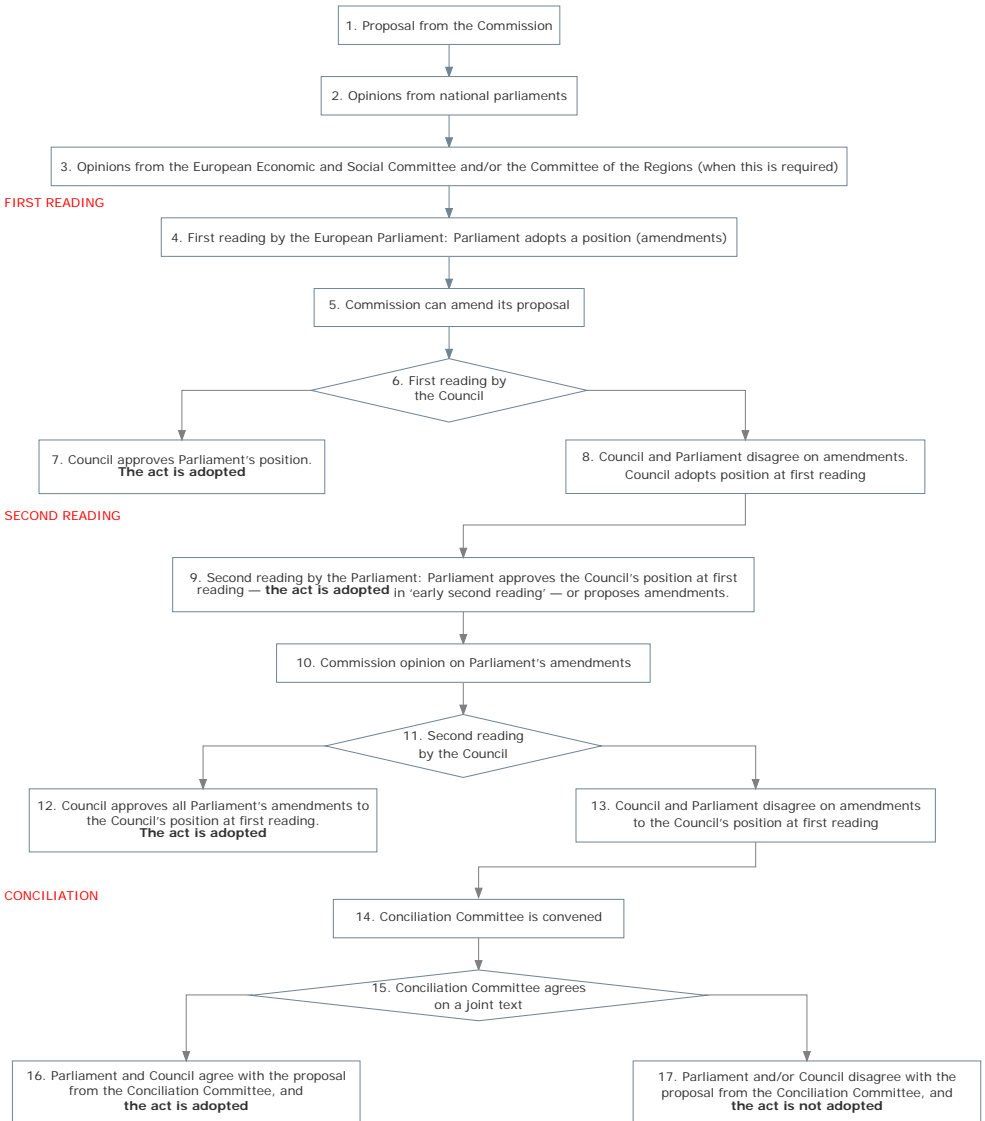 1. Proposal from the Commission
2. Opinions from national parliaments
3. Opinions from the European Economic and Social Committee and/or the Committee of the Regions (when this is required)
FIRST READING
4. First reading by the European Parliament: Parliament adopts a position (amendments)
5. Commission can amend its proposal
6. First reading by
the Council
7. Council approves Parliament’s position.
The act is adopted
8. Council and Parliament disagree on amendments.
Council adopts position at first reading
SECOND READING
9. Second reading by the Parliament: Parliament approves the Council’s position at first
reading — the act is adopted in ‘early second reading’ — or proposes amendments.
10. Commission opinion on Parliament’s amendments
11. Second reading
by the Council
12. Council approves all Parliament’s amendments to
the Council’s position at first reading.
The act is adopted
13. Council and Parliament disagree on amendments
to the Council’s position at first reading
CONCILIATION
14. Conciliation Committee is convened
15. Conciliation Committee agrees
on a joint text
16. Parliament and Council agree with the proposal
from the Conciliation Committee, and
the act is adopted
17. Parliament and/or Council disagree with the
proposal from the Conciliation Committee, and
the act is not adopted